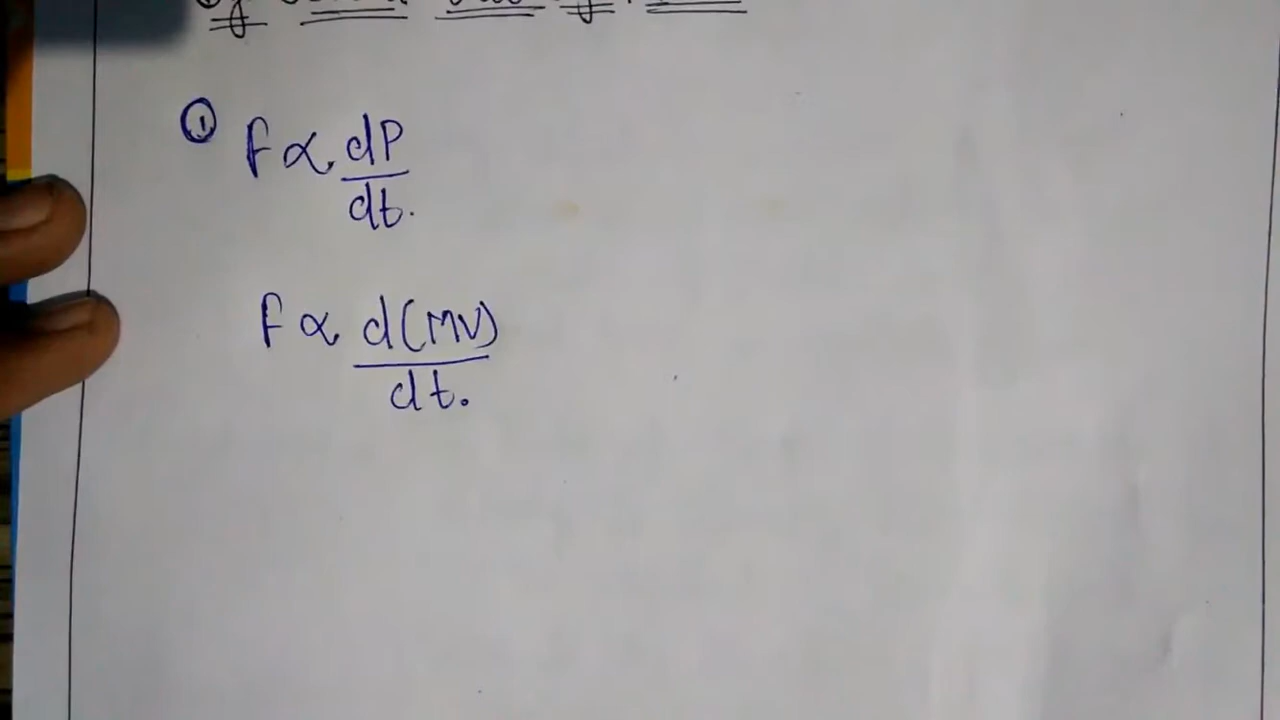 ① F ∝ dP/dt.
F ∝ d(MV)/dt.